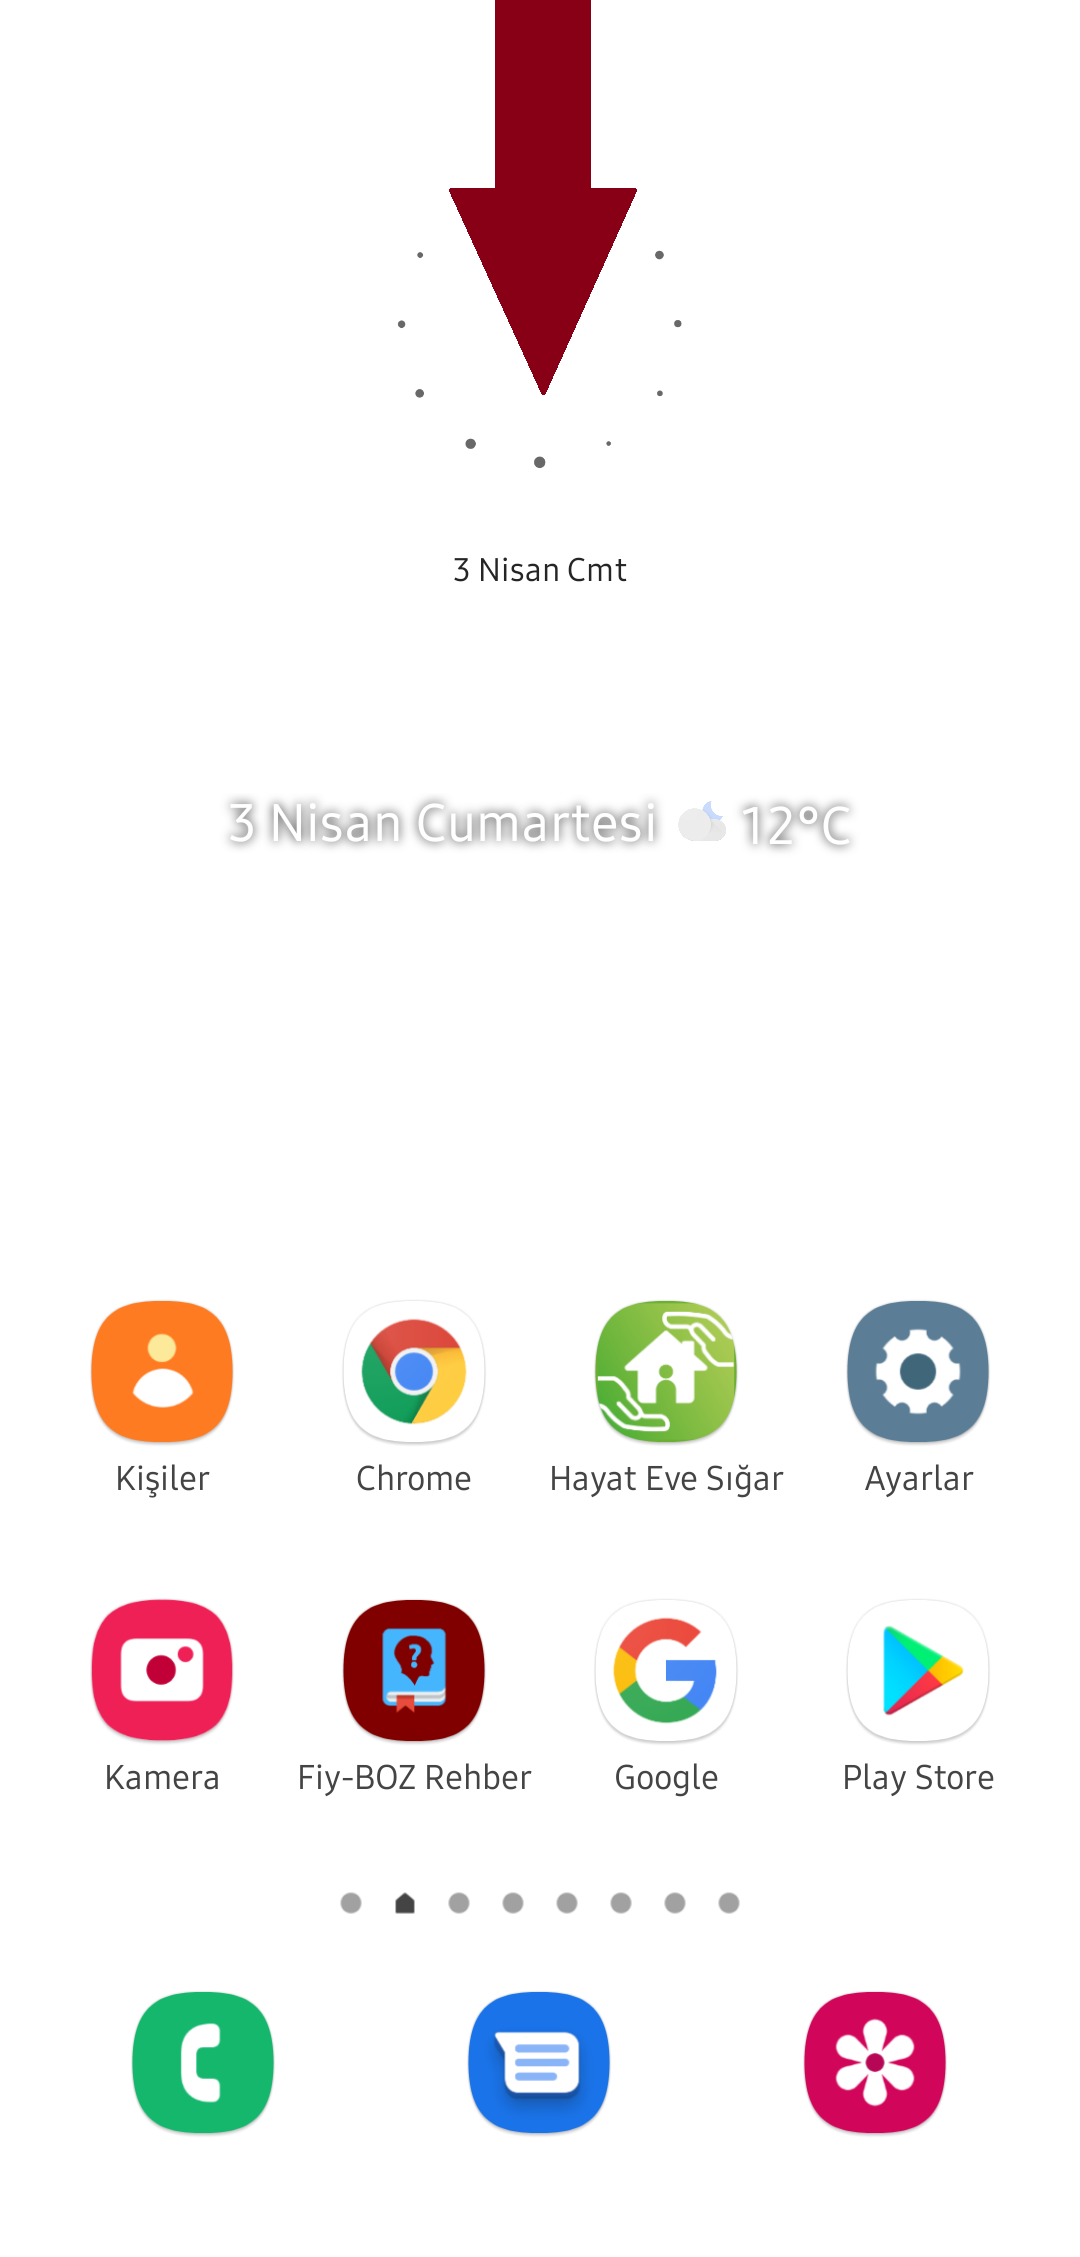 3 Nisan Cmt
3 Nisan Cumartesi 12°C
Kişiler Chrome Hayat Eve Sığar Ayarlar
?
Kamera Fiy-BOZ Rehber Google Play Store